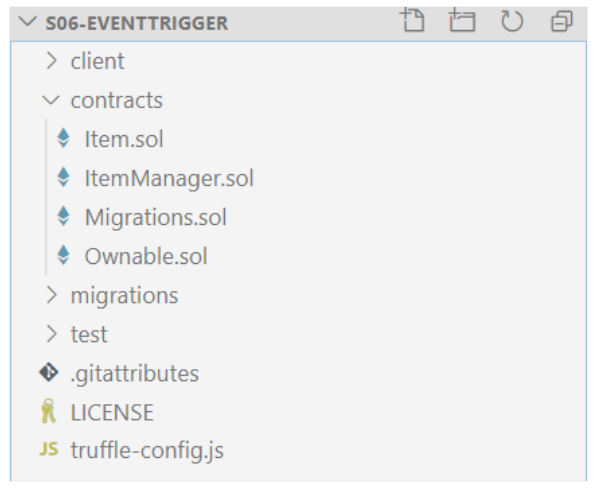 S06-EVENTTRIGGER
client
contracts
Item.sol
ItemManager.sol
Migrations.sol
Ownable.sol
migrations
test
.gitattributes
LICENSE
JS truffle-config.js